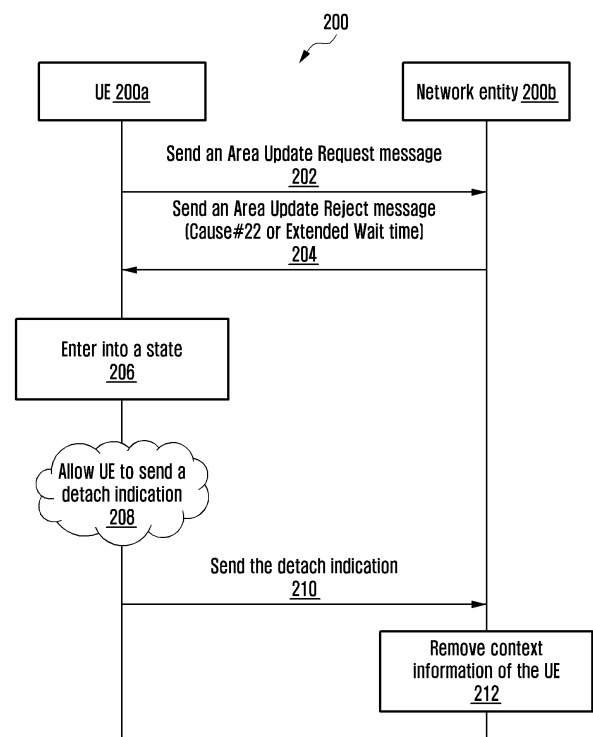 200
UE 200a
Network entity 200b
Send an Area Update Request message
202
Send an Area Update Reject message
(Cause#22 or Extended Wait time)
204
Enter into a state
206
Allow UE to send a
detach indication
208
Send the detach indication
210
Remove context
information of the UE
212